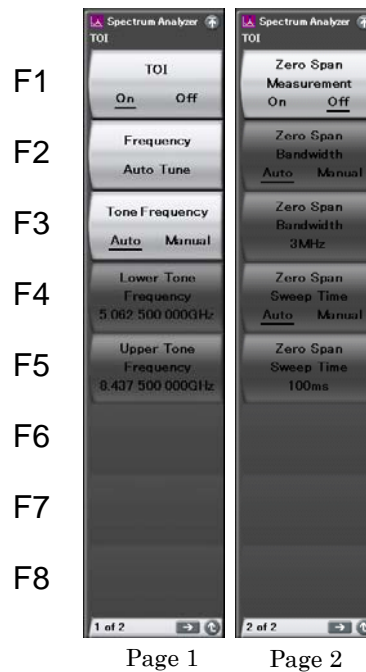 Spectrum Analyzer
TOI
F1
TOI
On Off
F2
Frequency
Auto Tune
F3
Tone Frequency
Auto Manual
F4
Lower Tone
Frequency
5.062 500 000GHz
F5
Upper Tone
Frequency
8.437 500 000GHz
F6
F7
F8
1 of 2
Page 1
Spectrum Analyzer
TOI
Zero Span
Measurement
On Off
Zero Span
Bandwidth
Auto Manual
Zero Span
Bandwidth
3MHz
Zero Span
Sweep Time
Auto Manual
Zero Span
Sweep Time
100ms
2 of 2
Page 2